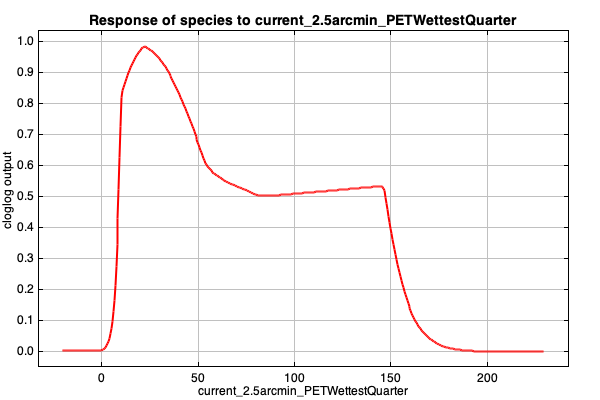 Response of species to current_2.5arcmin_PETWettestQuarter
1.0
0.9
0.8
0.7
0.6
0.5
0.4
0.3
0.2
0.1
0.0
cloglog output
0 50 100 150 200
current_2.5arcmin_PETWettestQuarter